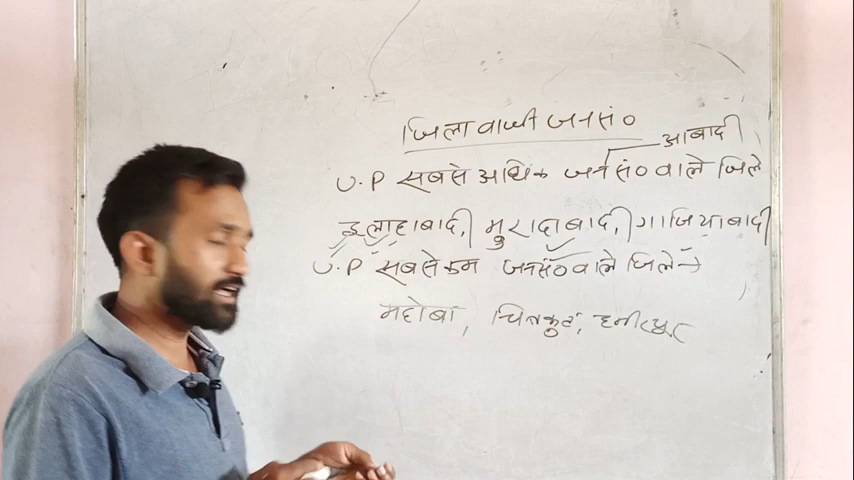 जिलावाली जनसं०
आबादी
U.P सबसे अधिक जनसं० वाले जिले
इलाहाबादी, मुरादाबादी, गाजियाबादी
U.P सबसे कम जनसं० वाले जिले →
महोबा, चित्रकुट, हमीरपुर